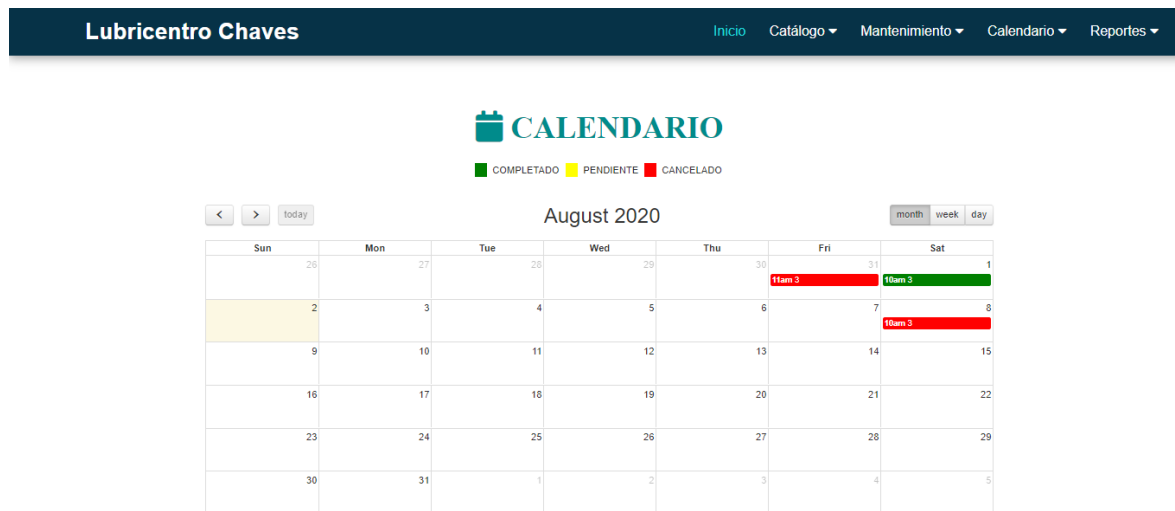 Lubricentro Chaves Inicio Catálogo Mantenimiento Calendario Reportes
CALENDARIO
COMPLETADO PENDIENTE CANCELADO
today August 2020 month week day
Sun Mon Tue Wed Thu Fri Sat
26 27 28 29 30 31 1
11am 3 10am 3
2 3 4 5 6 7 8
10am 3
9 10 11 12 13 14 15
16 17 18 19 20 21 22
23 24 25 26 27 28 29
30 31 1 2 3 4 5